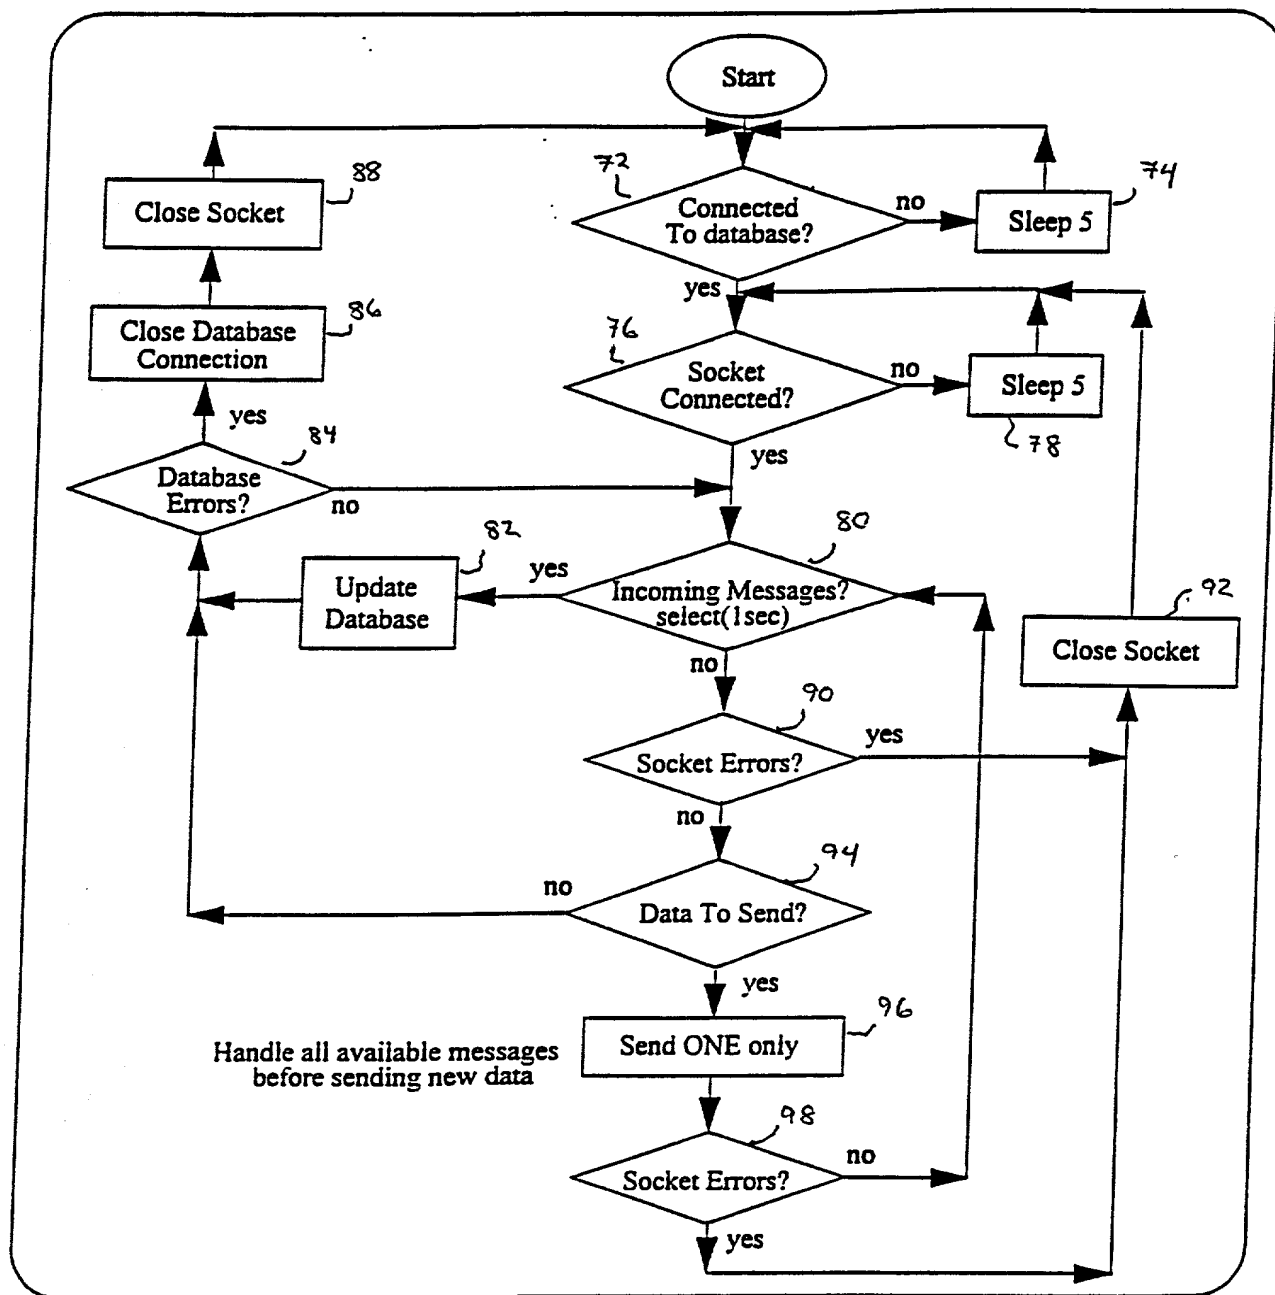 Start
72
Connected
To database?
no
74
Sleep 5
yes
88
Close Socket
86
Close Database
Connection
yes
76
Socket
Connected?
no
Sleep 5
78
yes
84
Database
Errors?
no
82
Update
Database
yes
80
Incoming Messages?
select(1sec)
no
92
Close Socket
90
Socket Errors?
yes
no
94
Data To Send?
no
yes
96
Send ONE only
Handle all available messages
before sending new data
98
Socket Errors?
no
yes